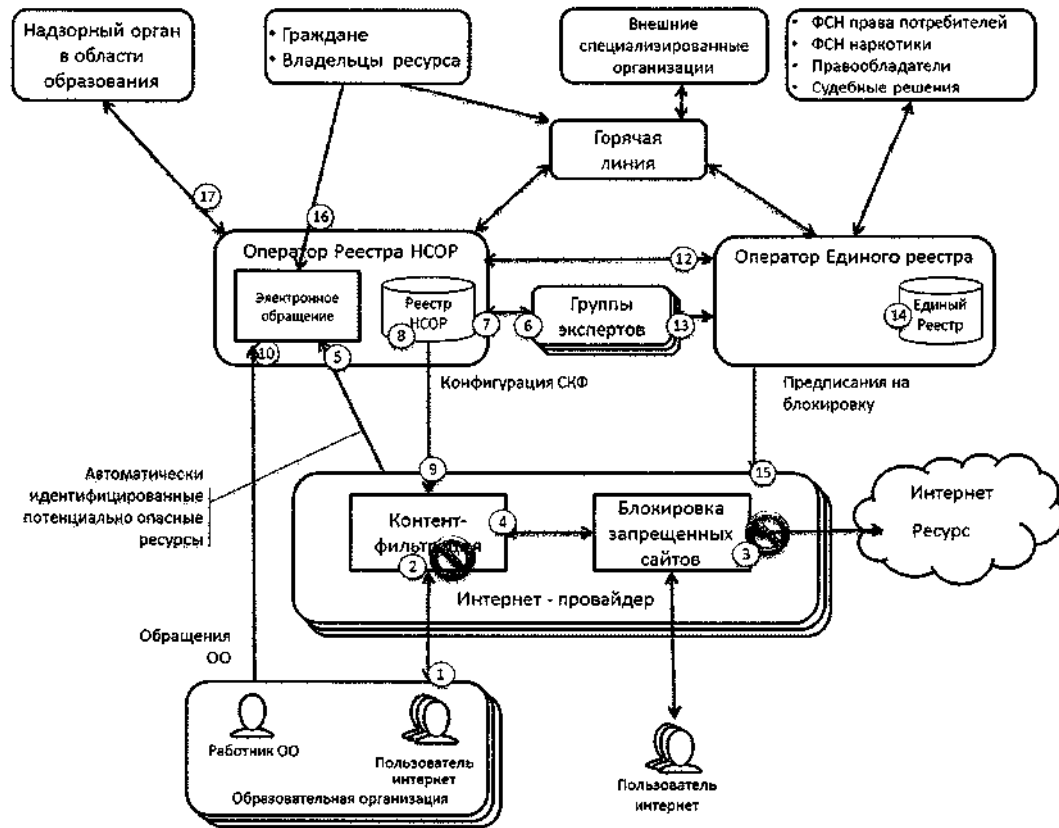 Надзорный орган
в области
образования
• Граждане
• Владельцы ресурса
Внешние
специализированные
организации
- ФСН права потребителей
• ФСН наркотики
- Правообладатели
- Судебные решения
Горячая
линия
17
16
Оператор Реестра НСОР
12
Оператор Единого реестра
Электронное
обращение
Реестр
НСОР
8
7
6
Группы
экспертов
13
14
Единый
Реестр
10
5
Конфигурация СКФ
Предписания на
блокировку
Автоматически
идентифицированные
потенциально опасные
ресурсы
9
15
Контент-
фильтрация
2
4
Блокировка
запрещенных
сайтов
3
Интернет
Ресурс
Интернет - провайдер
Обращения
ОО
1
Работник ОО
Пользователь
интернет
Образовательная организация
Пользователь
интернет